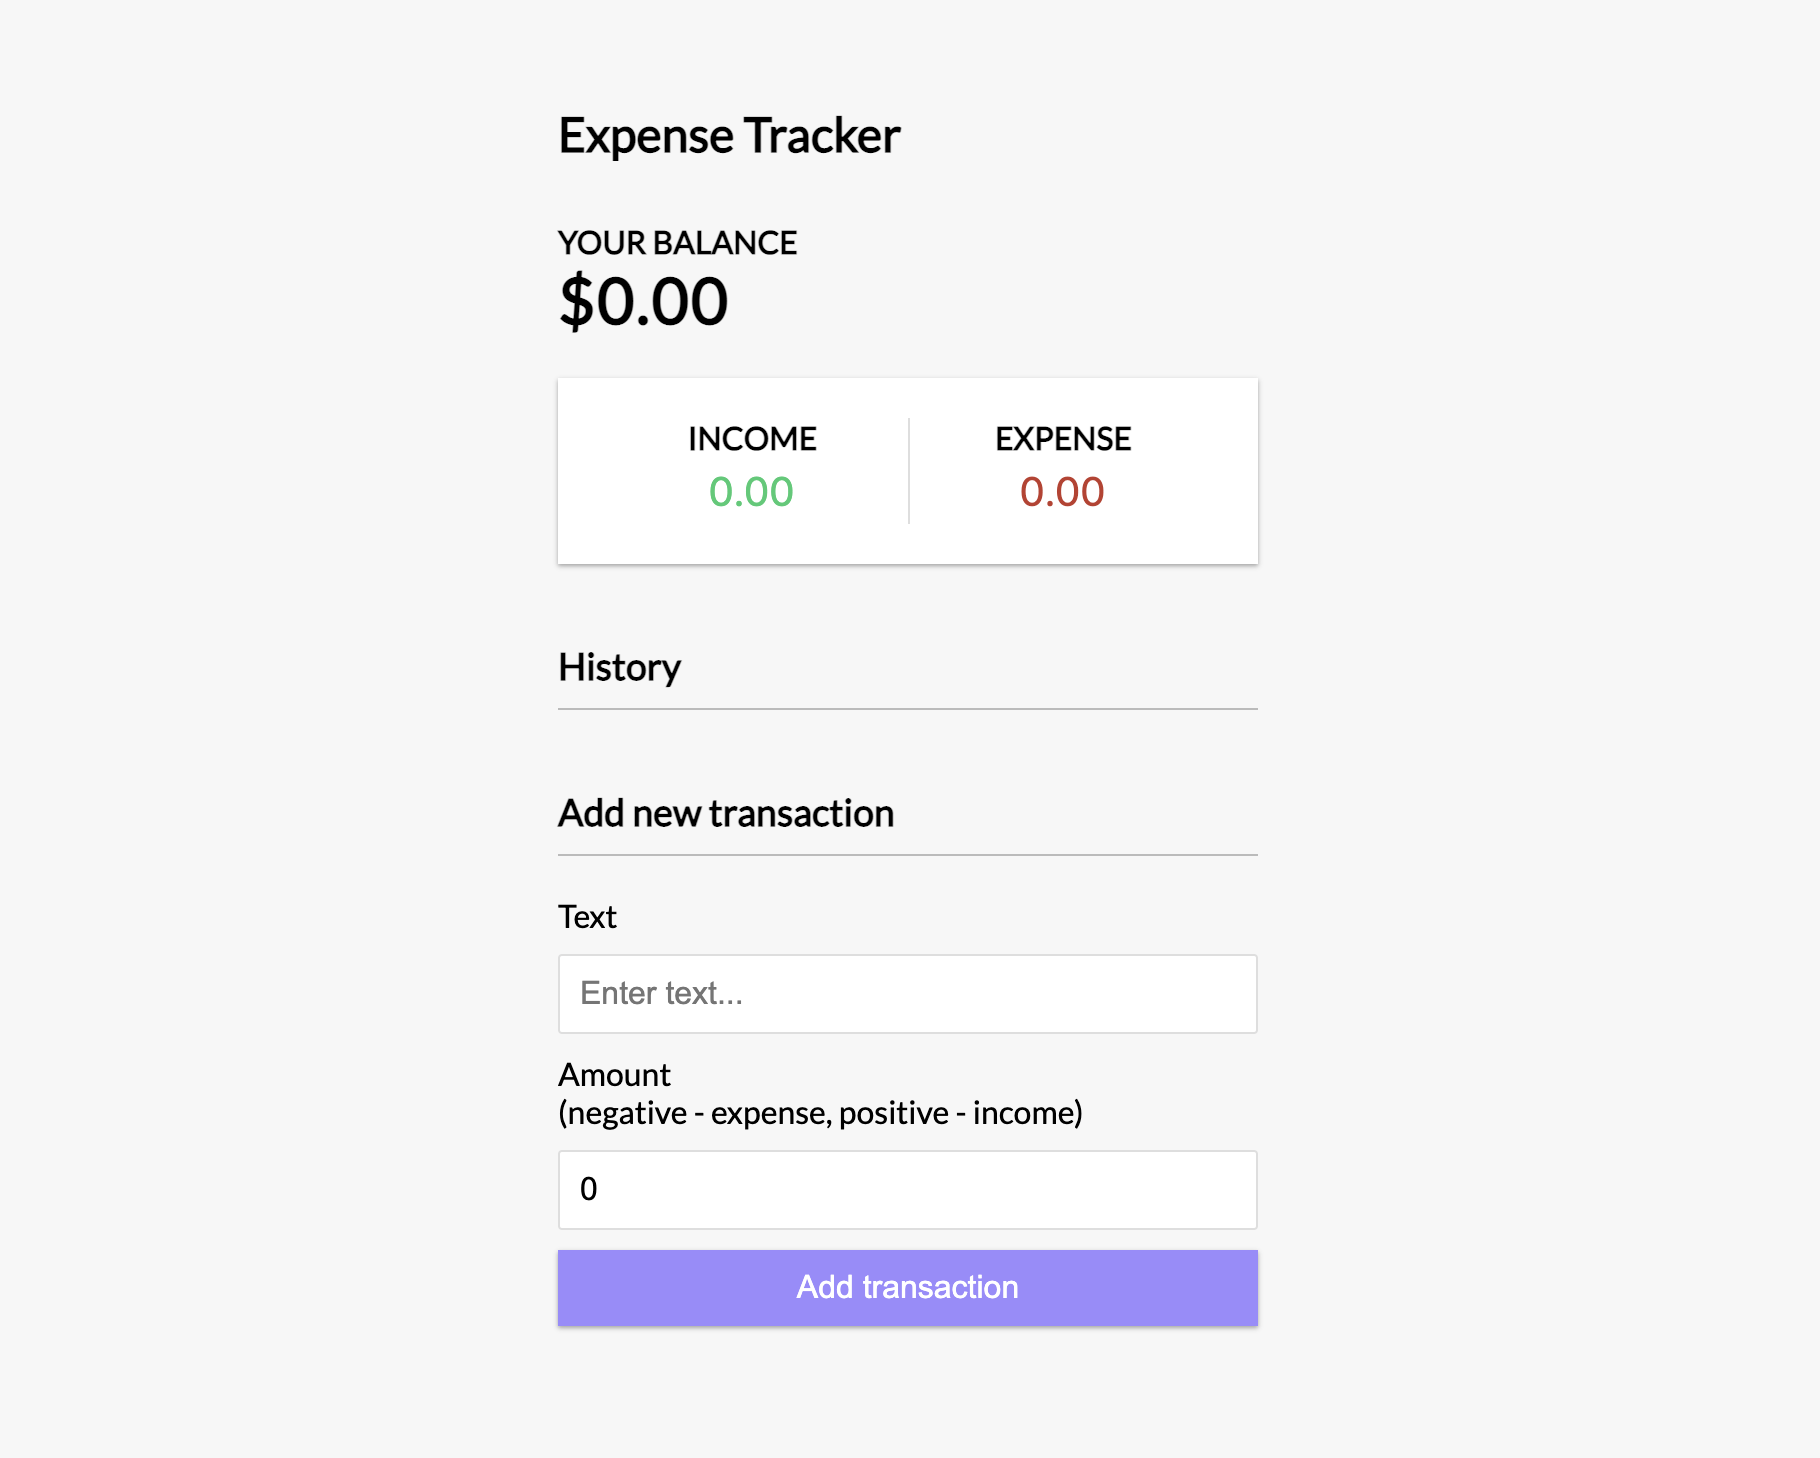 Expense Tracker
YOUR BALANCE
$0.00
INCOME EXPENSE
0.00 0.00
History
Add new transaction
Text
Enter text...
Amount
(negative - expense, positive - income)
0
Add transaction